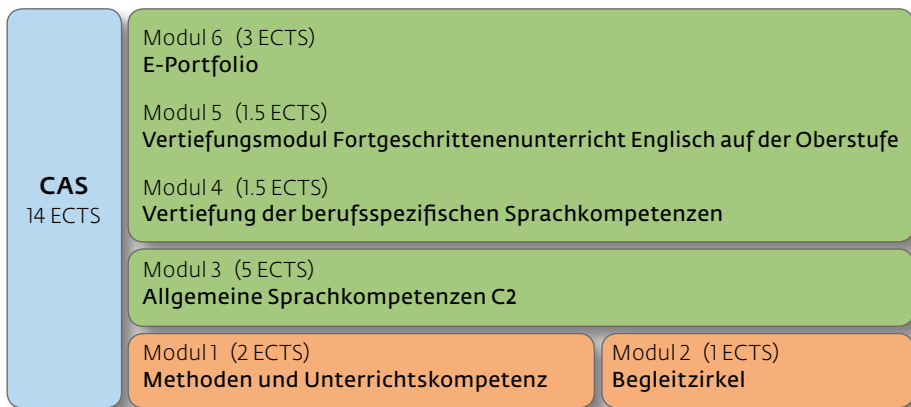 CAS
14 ECTS
Modul 6 (3 ECTS)
E-Portfolio
Modul 5 (1.5 ECTS)
Vertiefungsmodul Fortgeschrittenenunterricht Englisch auf der Oberstufe
Modul 4 (1.5 ECTS)
Vertiefung der berufsspezifischen Sprachkompetenzen
Modul 3 (5 ECTS)
Allgemeine Sprachkompetenzen C2
Modul 1 (2 ECTS)
Methoden und Unterrichtskompetenz
Modul 2 (1 ECTS)
Begleitzirkel